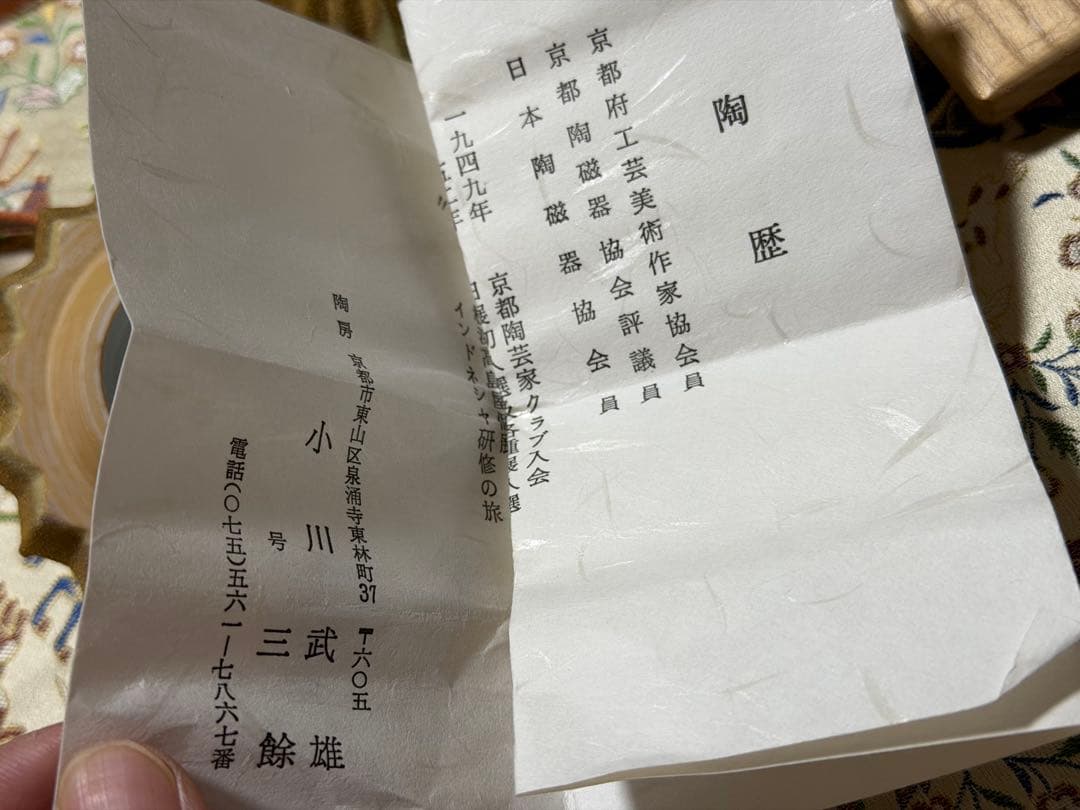 陶歴
京都府工芸美術作家協会員
京都陶磁器協会評議員
日本陶磁器協会員
一九四九年 京都陶芸家クラブ入会
インドネシャ研修の旅
陶房 京都市東山区泉涌寺東林町37 〒六〇五
小川武雄
号 三餘
電話(〇七五)五六一―七八六七番